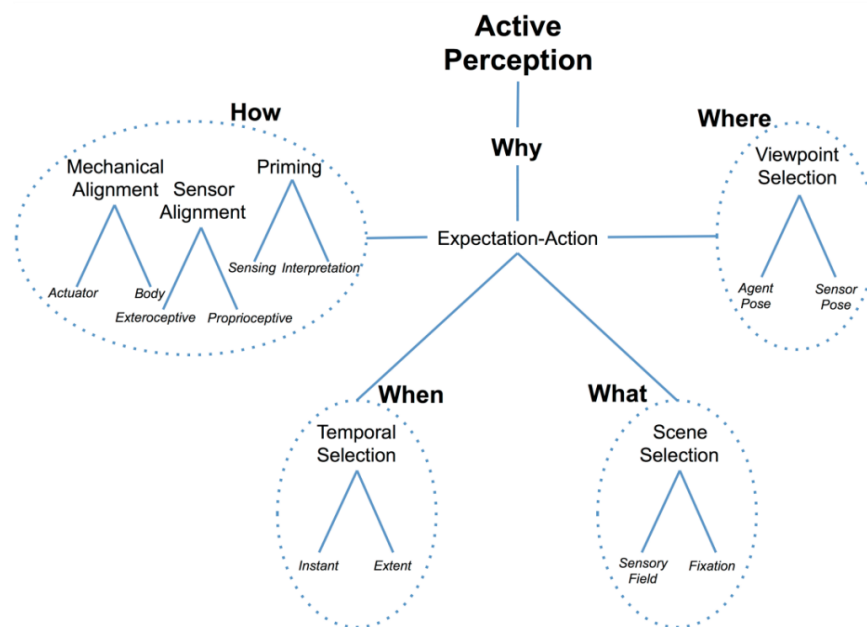 Active
Perception
Why
Expectation-Action
How
Mechanical
Alignment
Actuator
Body
Sensor
Alignment
Exteroceptive
Proprioceptive
Priming
Sensing
Interpretation
Where
Viewpoint
Selection
Agent
Pose
Sensor
Pose
When
Temporal
Selection
Instant
Extent
What
Scene
Selection
Sensory
Field
Fixation